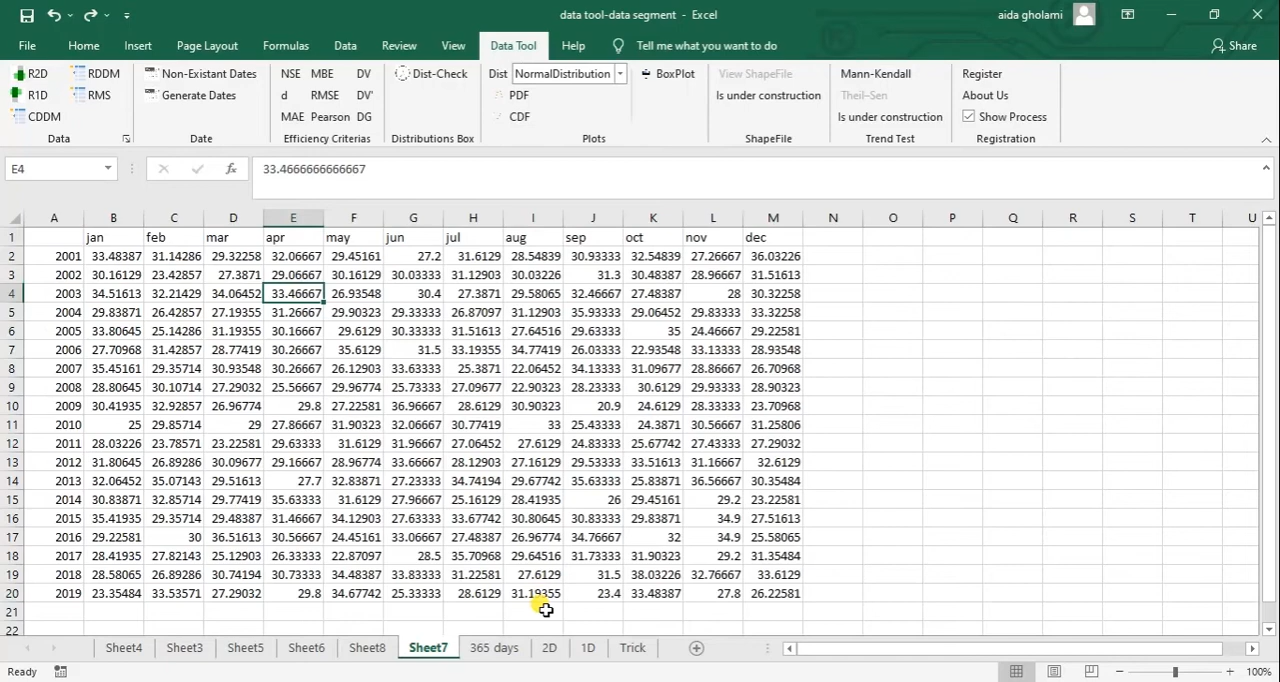 data tool-data segment - Excel
aida gholami
File Home Insert Page Layout Formulas Data Review View Data Tool Help Tell me what you want to do Share
R2D RDDM Non-Existant Dates NSE MBE DV Dist-Check Dist NormalDistribution BoxPlot View ShapeFile Mann-Kendall Register
R1D RMS Generate Dates d RMSE DV' PDF Is under construction Theil–Sen About Us
CDDM MAE Pearson DG CDF Is under construction Show Process
Data Date Efficiency Criterias Distributions Box Plots ShapeFile Trend Test Registration
E4 fx 33.4666666666667
A B C D E F G H I J K L M N O P Q R S T U
1 jan feb mar apr may jun jul aug sep oct nov dec
2 2001 33.48387 31.14286 29.32258 32.06667 29.45161 27.2 31.6129 28.54839 30.93333 32.54839 27.26667 36.03226
3 2002 30.16129 23.42857 27.3871 29.06667 30.16129 30.03333 31.12903 30.03226 31.3 30.48387 28.96667 31.51613
4 2003 34.51613 32.21429 34.06452 33.46667 26.93548 30.4 27.3871 29.58065 32.46667 27.48387 28 30.32258
5 2004 29.83871 26.42857 27.19355 31.26667 29.90323 29.33333 26.87097 31.12903 35.93333 29.06452 29.83333 33.32258
6 2005 33.80645 25.14286 31.19355 30.16667 29.6129 30.33333 31.51613 27.64516 29.63333 35 24.46667 29.22581
7 2006 27.70968 31.42857 28.77419 30.26667 35.6129 31.5 33.19355 34.77419 26.03333 22.93548 33.13333 28.93548
8 2007 35.45161 29.35714 30.93548 30.26667 26.12903 33.63333 25.3871 22.06452 34.13333 31.09677 28.86667 26.70968
9 2008 28.80645 30.10714 27.29032 25.56667 29.96774 25.73333 27.09677 22.90323 28.23333 30.6129 29.93333 28.90323
10 2009 30.41935 32.92857 26.96774 29.8 27.22581 36.96667 28.6129 30.90323 20.9 24.6129 28.33333 23.70968
11 2010 25 29.85714 29 27.86667 31.90323 32.06667 30.77419 33 25.43333 24.3871 30.56667 31.25806
12 2011 28.03226 23.78571 23.22581 29.63333 31.6129 31.96667 27.06452 27.6129 24.83333 25.67742 27.43333 27.29032
13 2012 31.80645 26.89286 30.09677 29.16667 28.96774 33.66667 28.12903 27.16129 29.53333 33.51613 31.16667 32.6129
14 2013 32.06452 35.07143 29.51613 27.7 32.83871 27.23333 34.74194 29.67742 35.63333 25.83871 36.56667 30.35484
15 2014 30.83871 32.85714 29.77419 35.63333 31.6129 27.96667 25.16129 28.41935 26 29.45161 29.2 23.22581
16 2015 35.41935 29.35714 29.48387 31.46667 34.12903 27.63333 33.67742 30.80645 30.83333 29.83871 34.9 27.51613
17 2016 29.22581 30 36.51613 30.56667 24.45161 33.06667 27.48387 26.96774 34.76667 32 34.9 25.58065
18 2017 28.41935 27.82143 25.12903 26.33333 22.87097 28.5 35.70968 29.64516 31.73333 31.90323 29.2 31.35484
19 2018 28.58065 26.89286 30.74194 30.73333 34.48387 33.83333 31.22581 27.6129 31.5 38.03226 32.76667 33.6129
20 2019 23.35484 33.53571 27.29032 29.8 34.67742 25.33333 28.6129 31.19355 23.4 33.48387 27.8 26.22581
21
22
Sheet4 Sheet3 Sheet5 Sheet6 Sheet8 Sheet7 365 days 2D 1D Trick
Ready 100%